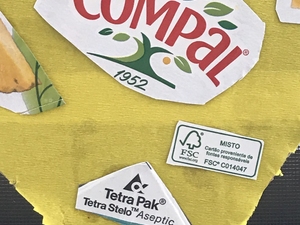 COMPAL®
1952
FSC
www.fsc.org
MISTO
Cartão proveniente de
fontes responsáveis
FSC® C014047
Tetra Pak®
Tetra Stelo™ Aseptic